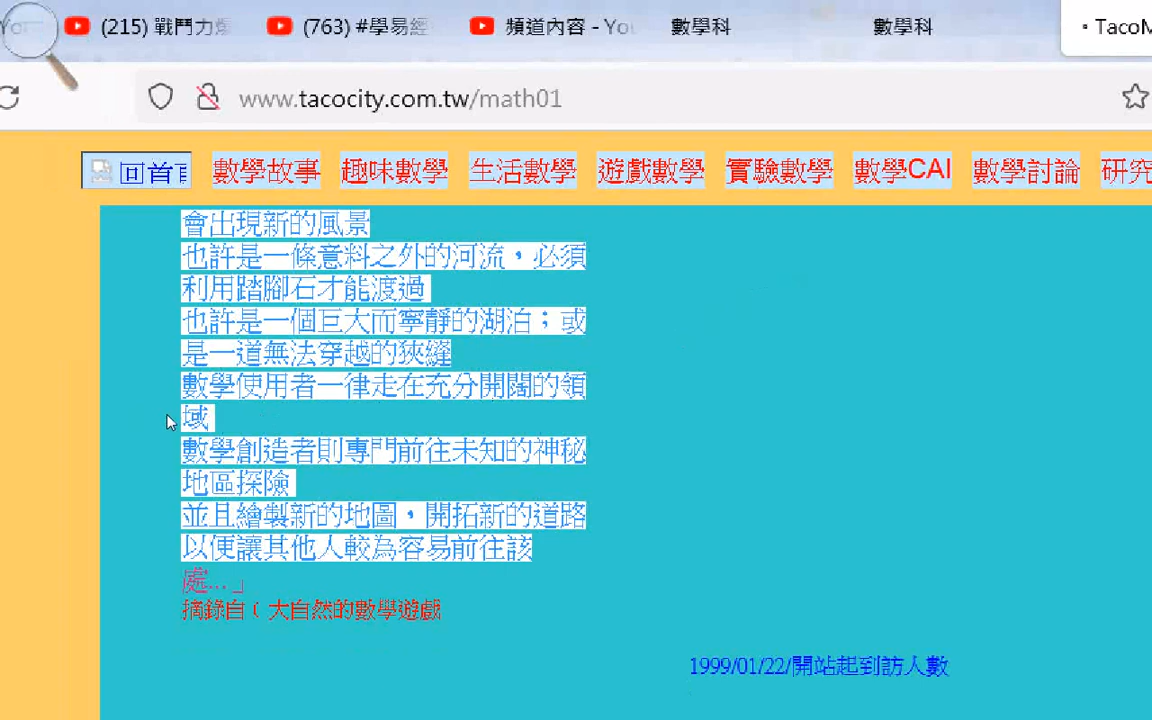 (215) 戰鬥力爆 (763) #學易經 頻道內容 - You 數學科 數學科 TacoM
www.tacocity.com.tw/math01
回首頁 數學故事 趣味數學 生活數學 遊戲數學 實驗數學 數學CAI 數學討論 研究
會出現新的風景
也許是一條意料之外的河流，必須
利用踏腳石才能渡過
也許是一個巨大而寧靜的湖泊；或
是一道無法穿越的狹縫
數學使用者一律走在充分開闊的領
域
數學創造者則專門前往未知的神秘
地區探險
並且繪製新的地圖，開拓新的道路
以便讓其他人較為容易前往該
處...」
摘錄自﹝大自然的數學遊戲
1999/01/22/開站起到訪人數